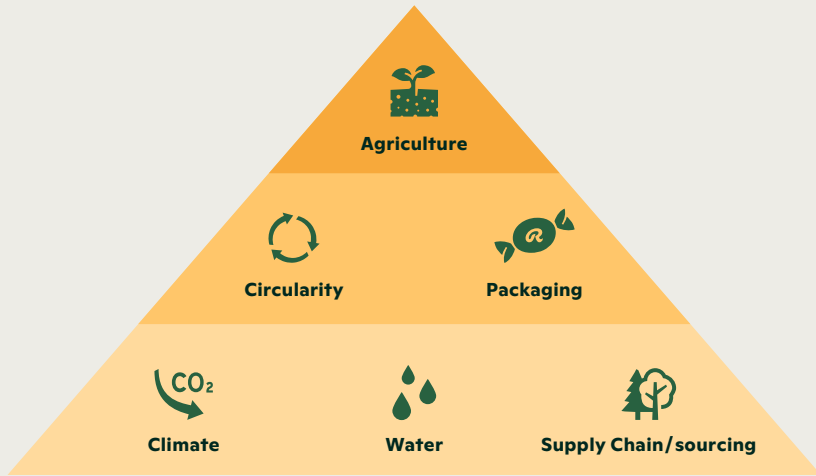 Agriculture
Circularity
Packaging
R
CO₂
Climate
Water
Supply Chain/sourcing